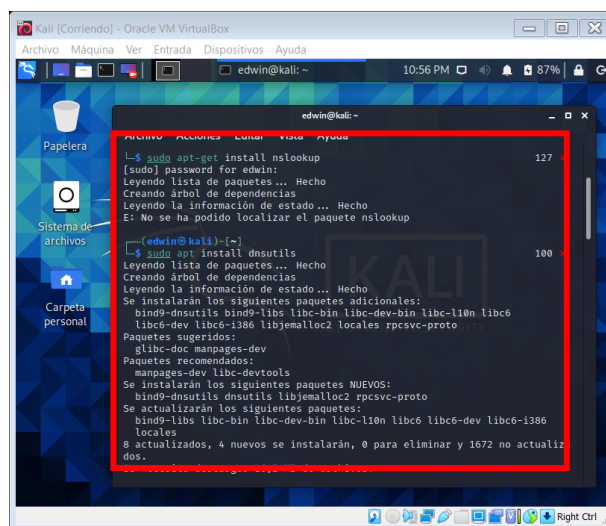 Kali [Corriendo] - Oracle VM VirtualBox
Archivo Máquina Ver Entrada Dispositivos Ayuda
edwin@kali: ~ 10:56 PM 87%
edwin@kali: ~
Papelera
Sistema de archivos
Carpeta personal
Archivo Acciones Editar Vista Ayuda
└─$ sudo apt-get install nslookup 127 ⨯
[sudo] password for edwin:
Leyendo lista de paquetes ... Hecho
Creando árbol de dependencias
Leyendo la información de estado ... Hecho
E: No se ha podido localizar el paquete nslookup
┌──(edwin㉿kali)-[~]
└─$ sudo apt install dnsutils 100 ⨯
Leyendo lista de paquetes ... Hecho
Creando árbol de dependencias
Leyendo la información de estado ... Hecho
Se instalarán los siguientes paquetes adicionales:
bind9-dnsutils bind9-libs libc-bin libc-dev-bin libc-l10n libc6
libc6-dev libc6-i386 libjemalloc2 locales rpcsvc-proto
Paquetes sugeridos:
glibc-doc manpages-dev
Paquetes recomendados:
manpages-dev libc-devtools
Se instalarán los siguientes paquetes NUEVOS:
bind9-dnsutils dnsutils libjemalloc2 rpcsvc-proto
Se actualizarán los siguientes paquetes:
bind9-libs libc-bin libc-dev-bin libc-l10n libc6 libc6-dev libc6-i386
locales
8 actualizados, 4 nuevos se instalarán, 0 para eliminar y 1672 no actualiz
dos.
KALI
Right Ctrl